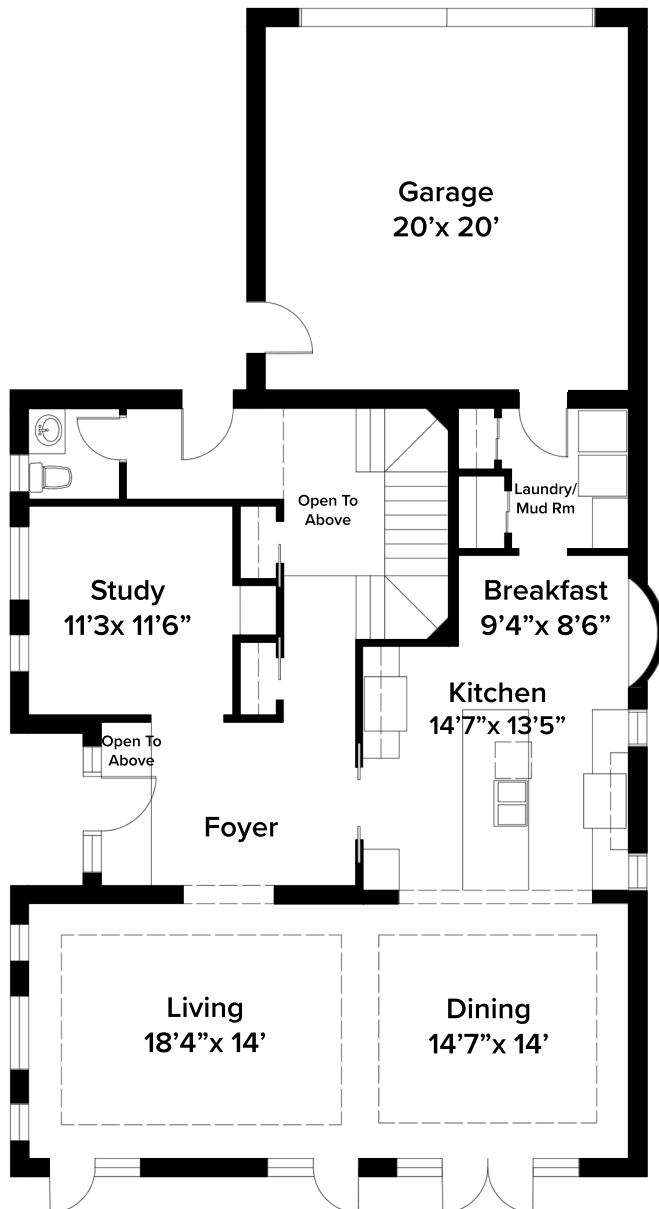 Garage
20’x 20’
Open To
Above
Laundry/
Mud Rm
Study
11’3x 11’6”
Breakfast
9’4”x 8’6”
Kitchen
14’7”x 13’5”
Open To
Above
Foyer
Living
18’4”x 14’
Dining
14’7”x 14’